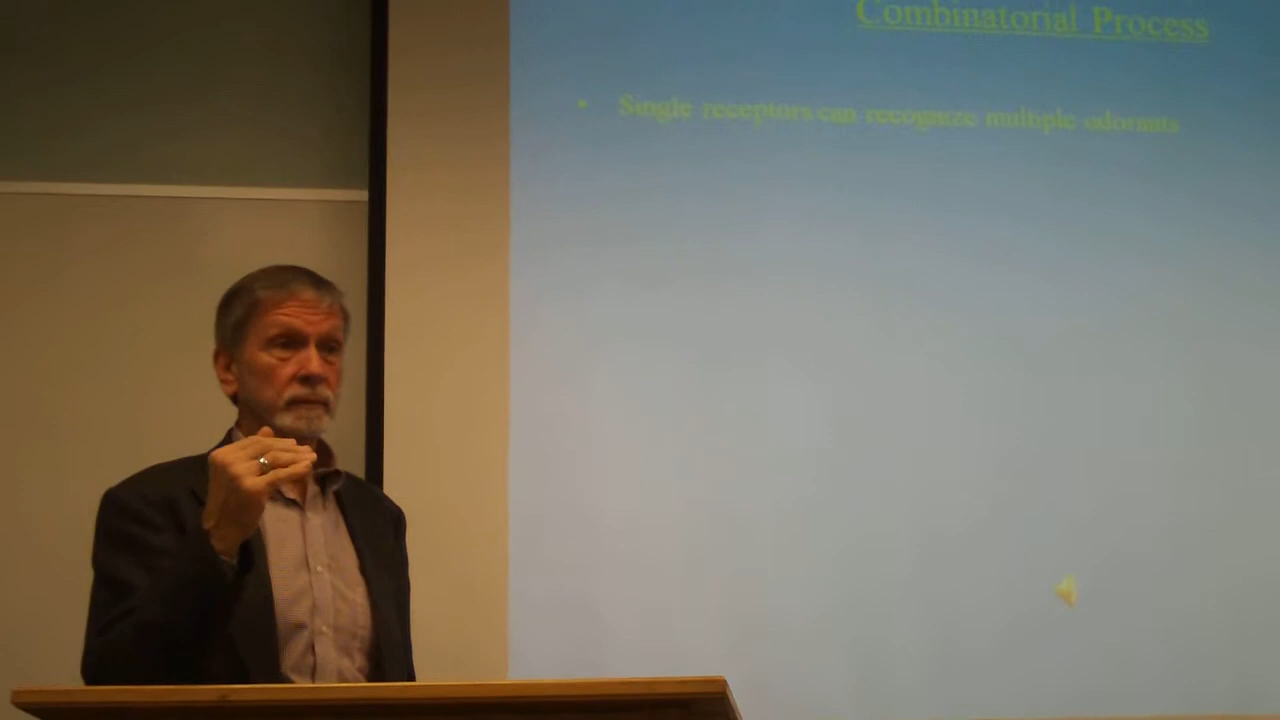 Combinatorial Process
• Single receptors can recognize multiple odorants